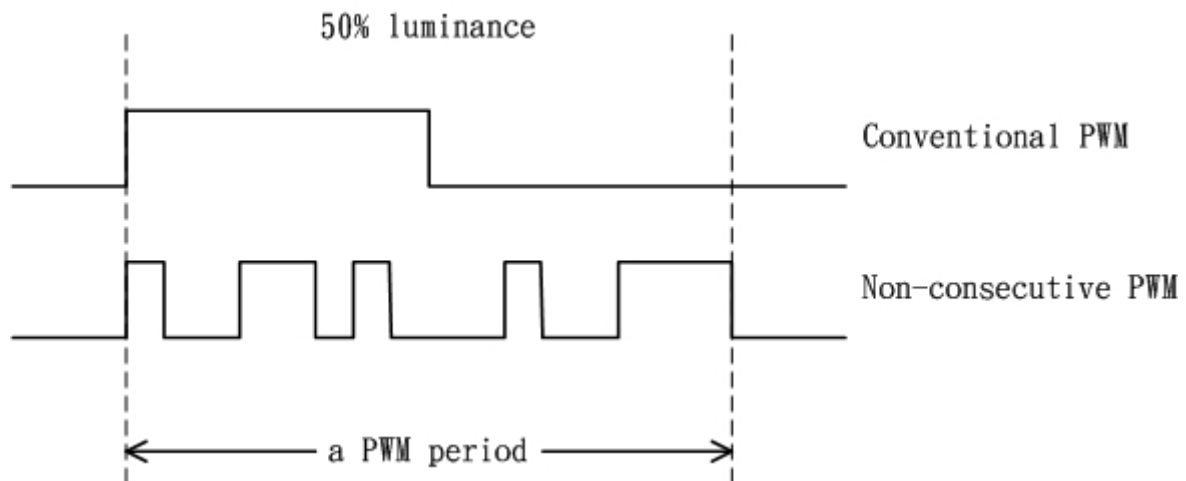 50% luminance
Conventional PWM
Non-consecutive PWM
a PWM period